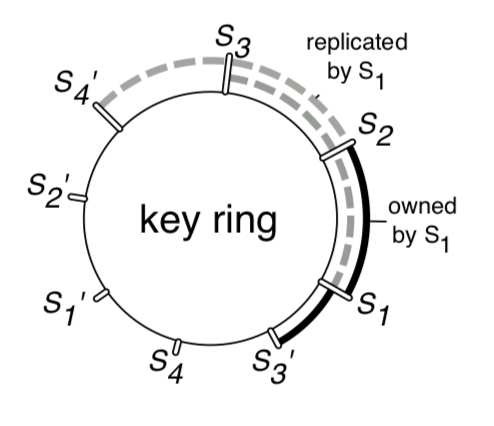 S3
replicated
by S1
S4'
S2
S2'
key ring
owned
by S1
S1'
S1
S4
S3'